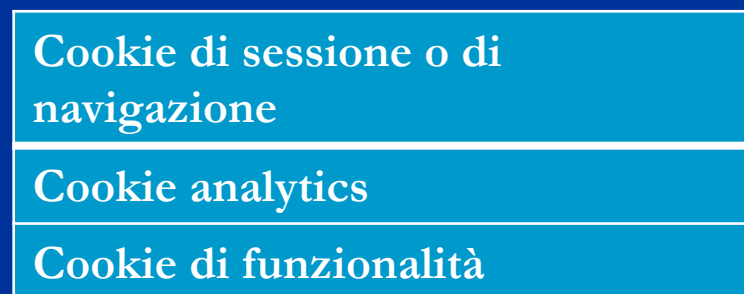 Cookie di sessione o di
navigazione
Cookie analytics
Cookie di funzionalità